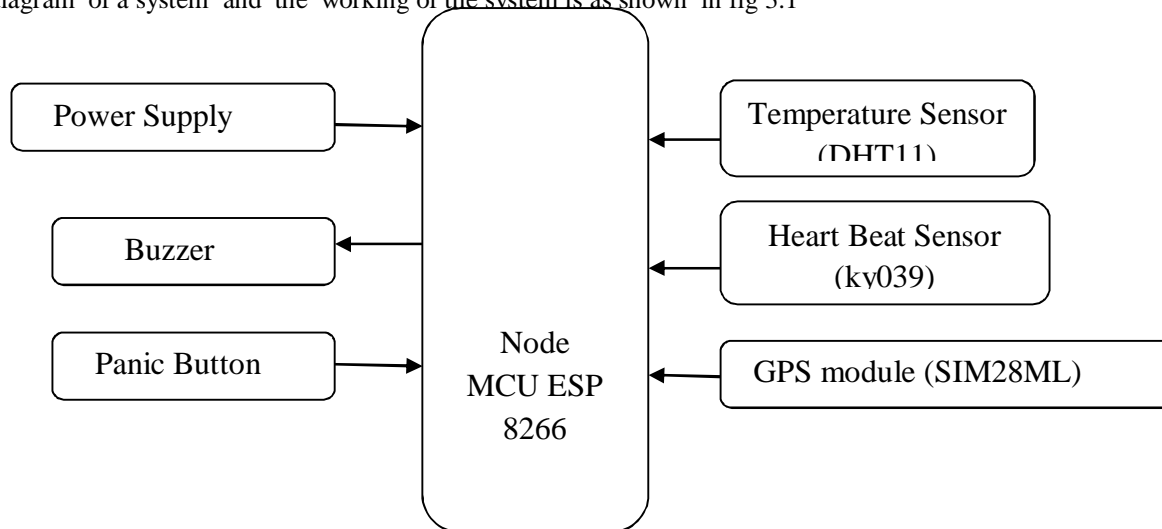 diagram of a system and the working of the system is as shown in fig 3.1
Power Supply
Buzzer
Panic Button
Node
MCU ESP
8266
Temperature Sensor
(DHT11)
Heart Beat Sensor
(ky039)
GPS module (SIM28ML)